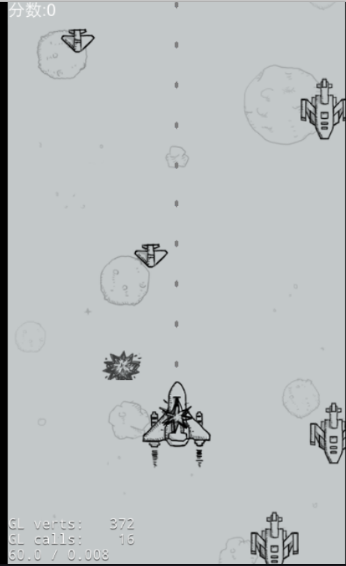 分数:0
GL verts:   372
GL calls:    16
60.0 / 0.008